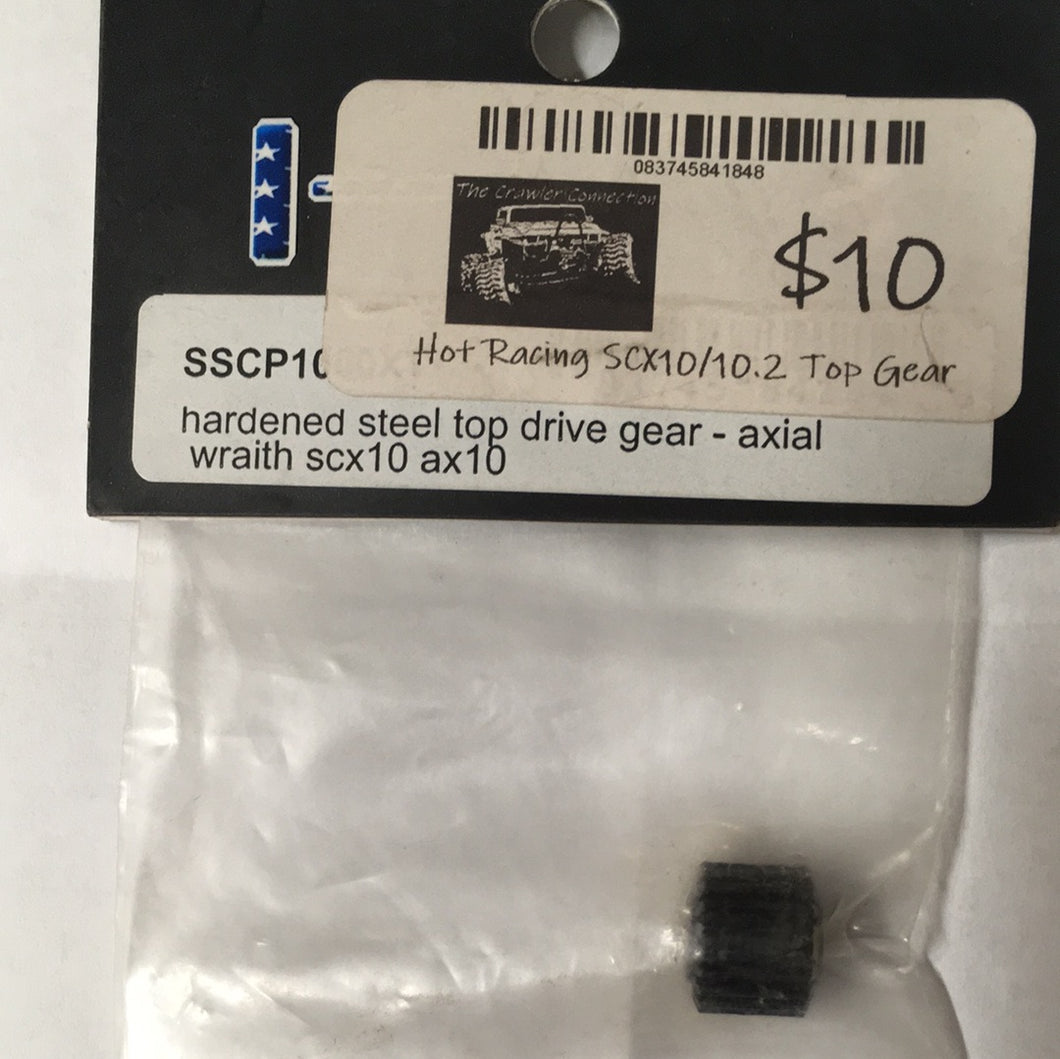 083745841848
The Crawler Connection
$10
Hot Racing SCX10/10.2 Top Gear
SSCP10
hardened steel top drive gear - axial
wraith scx10 ax10